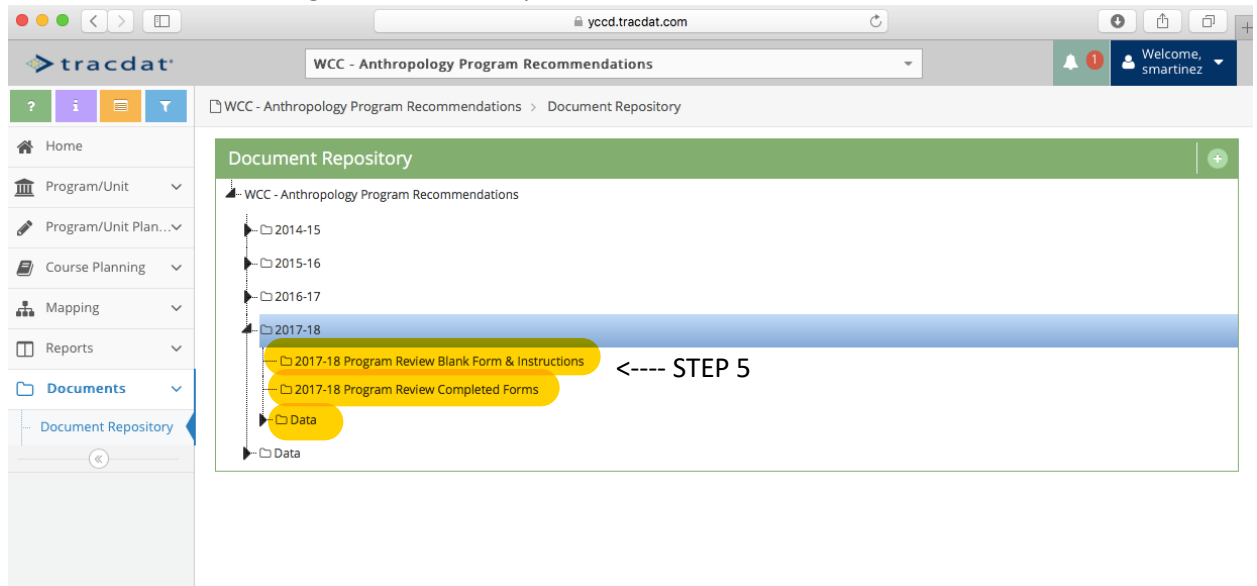 yccd.tracdat.com
tracdat
WCC - Anthropology Program Recommendations
1
Welcome,
smartinez
? i
WCC - Anthropology Program Recommendations > Document Repository
Home
Program/Unit
Program/Unit Plan...
Course Planning
Mapping
Reports
Documents
Document Repository
Document Repository
WCC - Anthropology Program Recommendations
2014-15
2015-16
2016-17
2017-18
2017-18 Program Review Blank Form & Instructions
<---- STEP 5
2017-18 Program Review Completed Forms
Data
Data